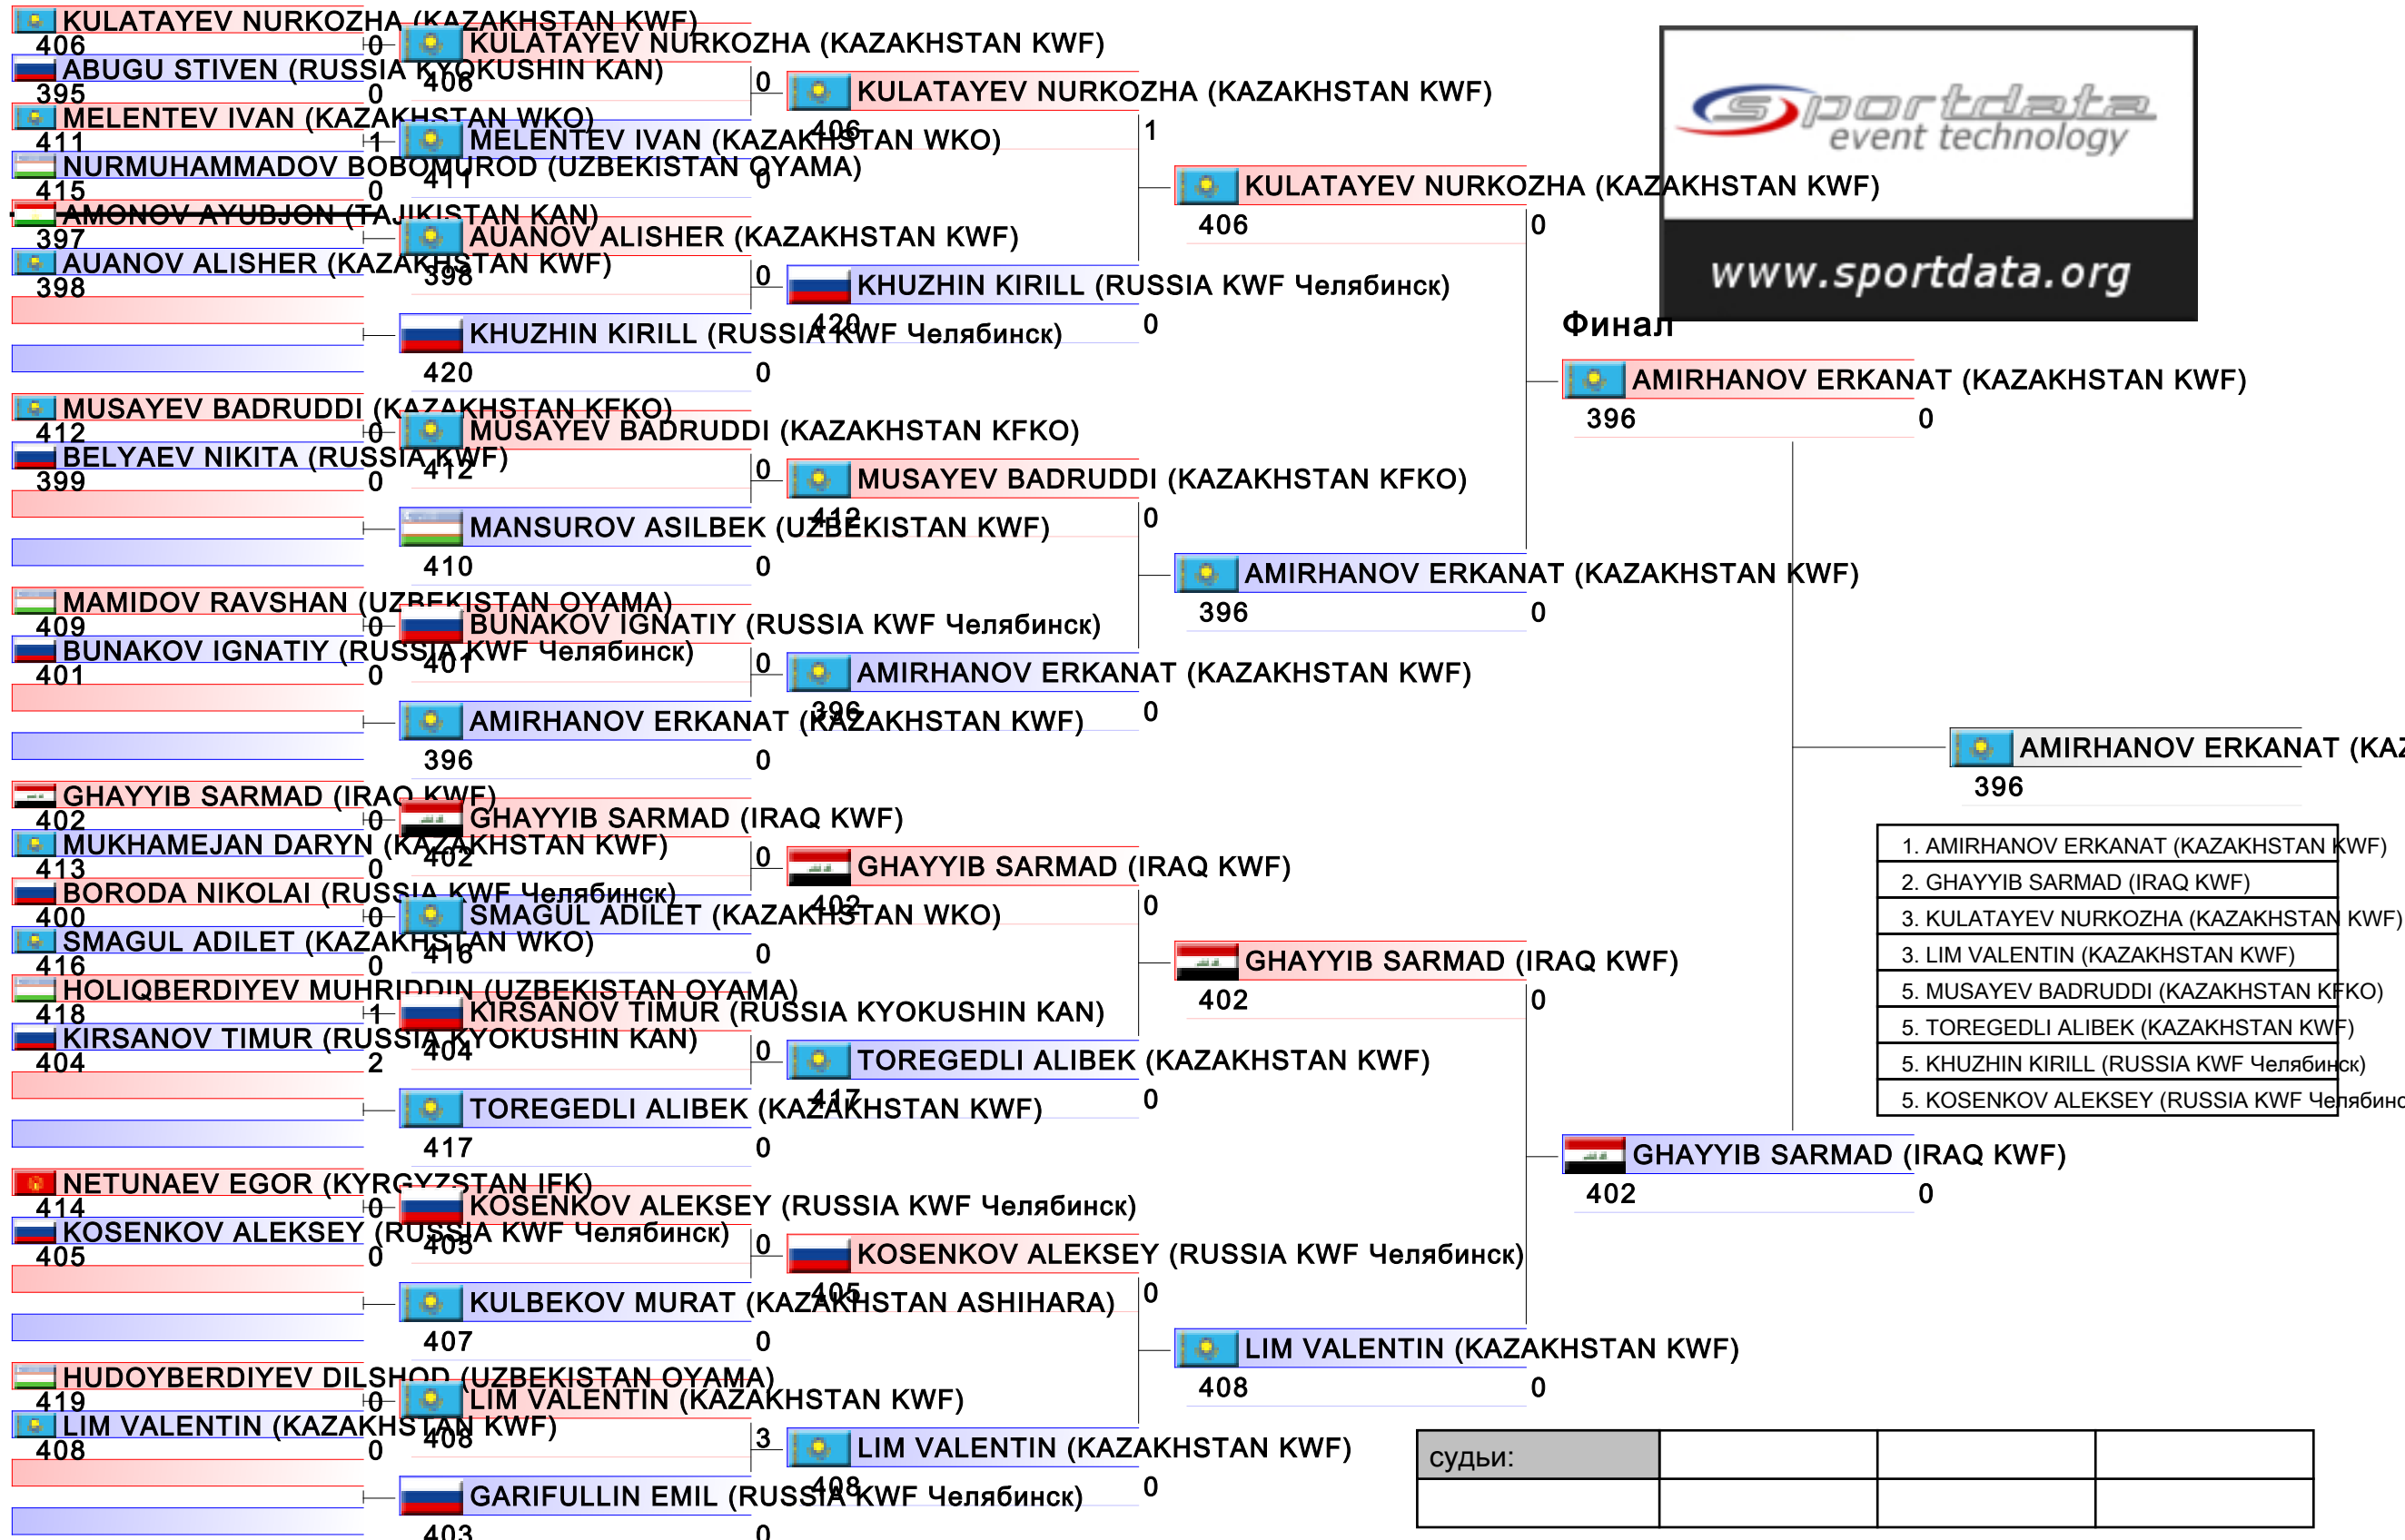 KULATAYEV NURKOZHA (KAZAKHSTAN KWF)
406 0
ABUGU STIVEN (RUSSIA KYOKUSHIN KAN)
395 0
MELENTEV IVAN (KAZAKHSTAN WKO)
411 1
NURMUHAMMADOV BOBOMUROD (UZBEKISTAN OYAMA)
415 0
AMONOV AYUBJON (TAJIKISTAN KAN)
397
AUANOV ALISHER (KAZAKHSTAN KWF)
398
MUSAYEV BADRUDDI (KAZAKHSTAN KFKO)
412 0
BELYAEV NIKITA (RUSSIA KWF)
399 0
MAMIDOV RAVSHAN (UZBEKISTAN OYAMA)
409 0
BUNAKOV IGNATIY (RUSSIA KWF Челябинск)
401 0
GHAYYIB SARMAD (IRAQ KWF)
402 0
MUKHAMEJAN DARYN (KAZAKHSTAN KWF)
413 0
BORODA NIKOLAI (RUSSIA KWF Челябинск)
400 0
SMAGUL ADILET (KAZAKHSTAN WKO)
416 0
HOLIQBERDIYEV MUHRIDDIN (UZBEKISTAN OYAMA)
418 1
KIRSANOV TIMUR (RUSSIA KYOKUSHIN KAN)
404 2
NETUNAEV EGOR (KYRGYZSTAN IFK)
414 0
KOSENKOV ALEKSEY (RUSSIA KWF Челябинск)
405 0
HUDOYBERDIYEV DILSHOD (UZBEKISTAN OYAMA)
419 0
LIM VALENTIN (KAZAKHSTAN KWF)
408 0
KULATAYEV NURKOZHA (KAZAKHSTAN KWF)
406 0
MELENTEV IVAN (KAZAKHSTAN WKO)
411 0
AUANOV ALISHER (KAZAKHSTAN KWF)
398 0
KHUZHIN KIRILL (RUSSIA KWF Челябинск)
420 0
MUSAYEV BADRUDDI (KAZAKHSTAN KFKO)
412 0
MANSUROV ASILBEK (UZBEKISTAN KWF)
410 0
BUNAKOV IGNATIY (RUSSIA KWF Челябинск)
401 0
AMIRHANOV ERKANAT (KAZAKHSTAN KWF)
396 0
GHAYYIB SARMAD (IRAQ KWF)
402 0
SMAGUL ADILET (KAZAKHSTAN WKO)
416 0
KIRSANOV TIMUR (RUSSIA KYOKUSHIN KAN)
404 0
TOREGEDLI ALIBEK (KAZAKHSTAN KWF)
417 0
KOSENKOV ALEKSEY (RUSSIA KWF Челябинск)
405 0
KULBEKOV MURAT (KAZAKHSTAN ASHIHARA)
407 0
LIM VALENTIN (KAZAKHSTAN KWF)
408 3
GARIFULLIN EMIL (RUSSIA KWF Челябинск)
403 0
KULATAYEV NURKOZHA (KAZAKHSTAN KWF)
406 1
KHUZHIN KIRILL (RUSSIA KWF Челябинск)
420 0
MUSAYEV BADRUDDI (KAZAKHSTAN KFKO)
412 0
AMIRHANOV ERKANAT (KAZAKHSTAN KWF)
396 0
GHAYYIB SARMAD (IRAQ KWF)
402 0
TOREGEDLI ALIBEK (KAZAKHSTAN KWF)
417 0
KOSENKOV ALEKSEY (RUSSIA KWF Челябинск)
405 0
LIM VALENTIN (KAZAKHSTAN KWF)
408 0
KULATAYEV NURKOZHA (KAZAKHSTAN KWF)
406 0
AMIRHANOV ERKANAT (KAZAKHSTAN KWF)
396 0
GHAYYIB SARMAD (IRAQ KWF)
402 0
LIM VALENTIN (KAZAKHSTAN KWF)
408 0
sportdata
event technology
www.sportdata.org
Финал
AMIRHANOV ERKANAT (KAZAKHSTAN KWF)
396 0
GHAYYIB SARMAD (IRAQ KWF)
402 0
AMIRHANOV ERKANAT (KAZ
396
1. AMIRHANOV ERKANAT (KAZAKHSTAN KWF)
2. GHAYYIB SARMAD (IRAQ KWF)
3. KULATAYEV NURKOZHA (KAZAKHSTAN KWF)
3. LIM VALENTIN (KAZAKHSTAN KWF)
5. MUSAYEV BADRUDDI (KAZAKHSTAN KFKO)
5. TOREGEDLI ALIBEK (KAZAKHSTAN KWF)
5. KHUZHIN KIRILL (RUSSIA KWF Челябинск)
5. KOSENKOV ALEKSEY (RUSSIA KWF Челябинс
судьи: